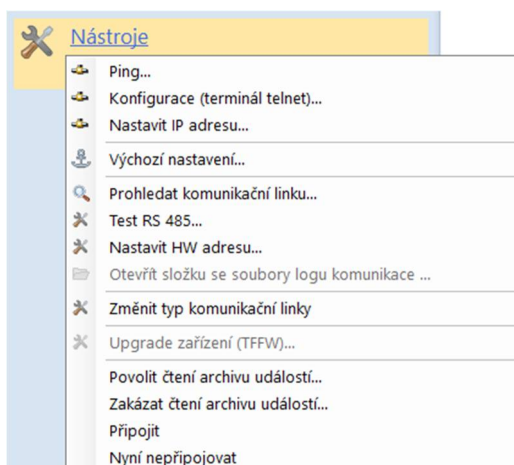 Nástroje
Ping...
Konfigurace (terminál telnet)...
Nastavit IP adresu...
Výchozí nastavení...
Prohledat komunikační linku...
Test RS 485...
Nastavit HW adresu...
Otevřít složku se soubory logu komunikace ...
Změnit typ komunikační linky
Upgrade zařízení (TFFW)...
Povolit čtení archivu událostí...
Zakázat čtení archivu událostí...
Připojit
Nyní nepřipojovat